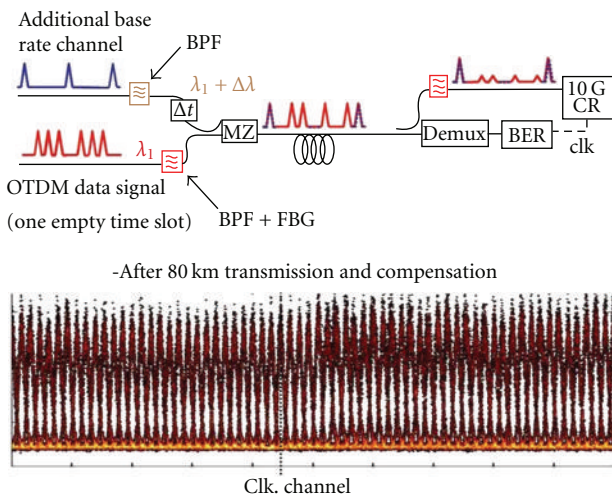 Additional base
rate channel
BPF
λ₁ + Δλ
Δt
MZ
10 G
CR
Demux
BER
clk
λ₁
OTDM data signal
(one empty time slot)
BPF + FBG
-After 80 km transmission and compensation
Clk. channel